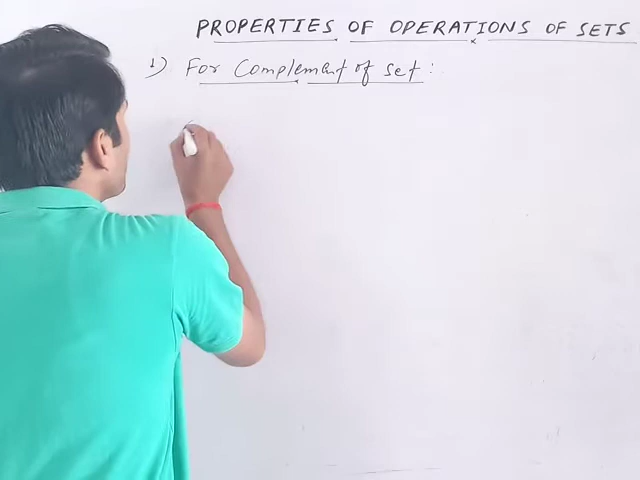 PROPERTIES OF OPERATIONS OF SETS
1) For Complement of set :